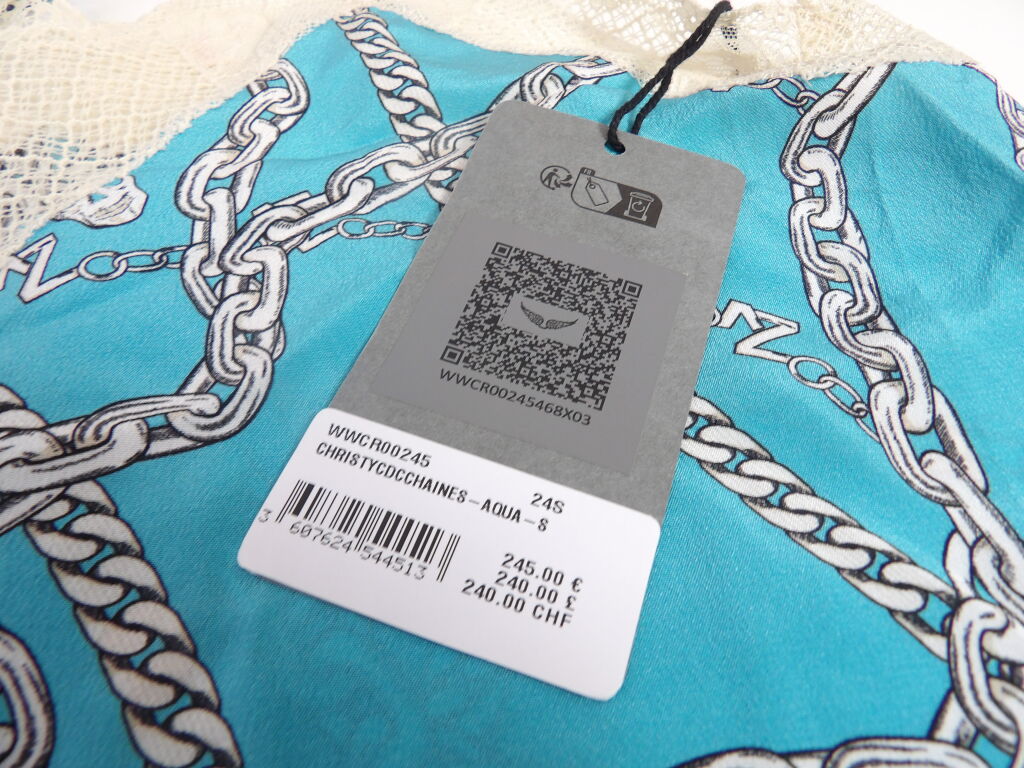 WWCR00245468X03
WWCR00245
24S
CHRISTYCDCCHAINES-AQUA-S
3 607624 544513
245.00 €
240.00 £
240.00 CHF